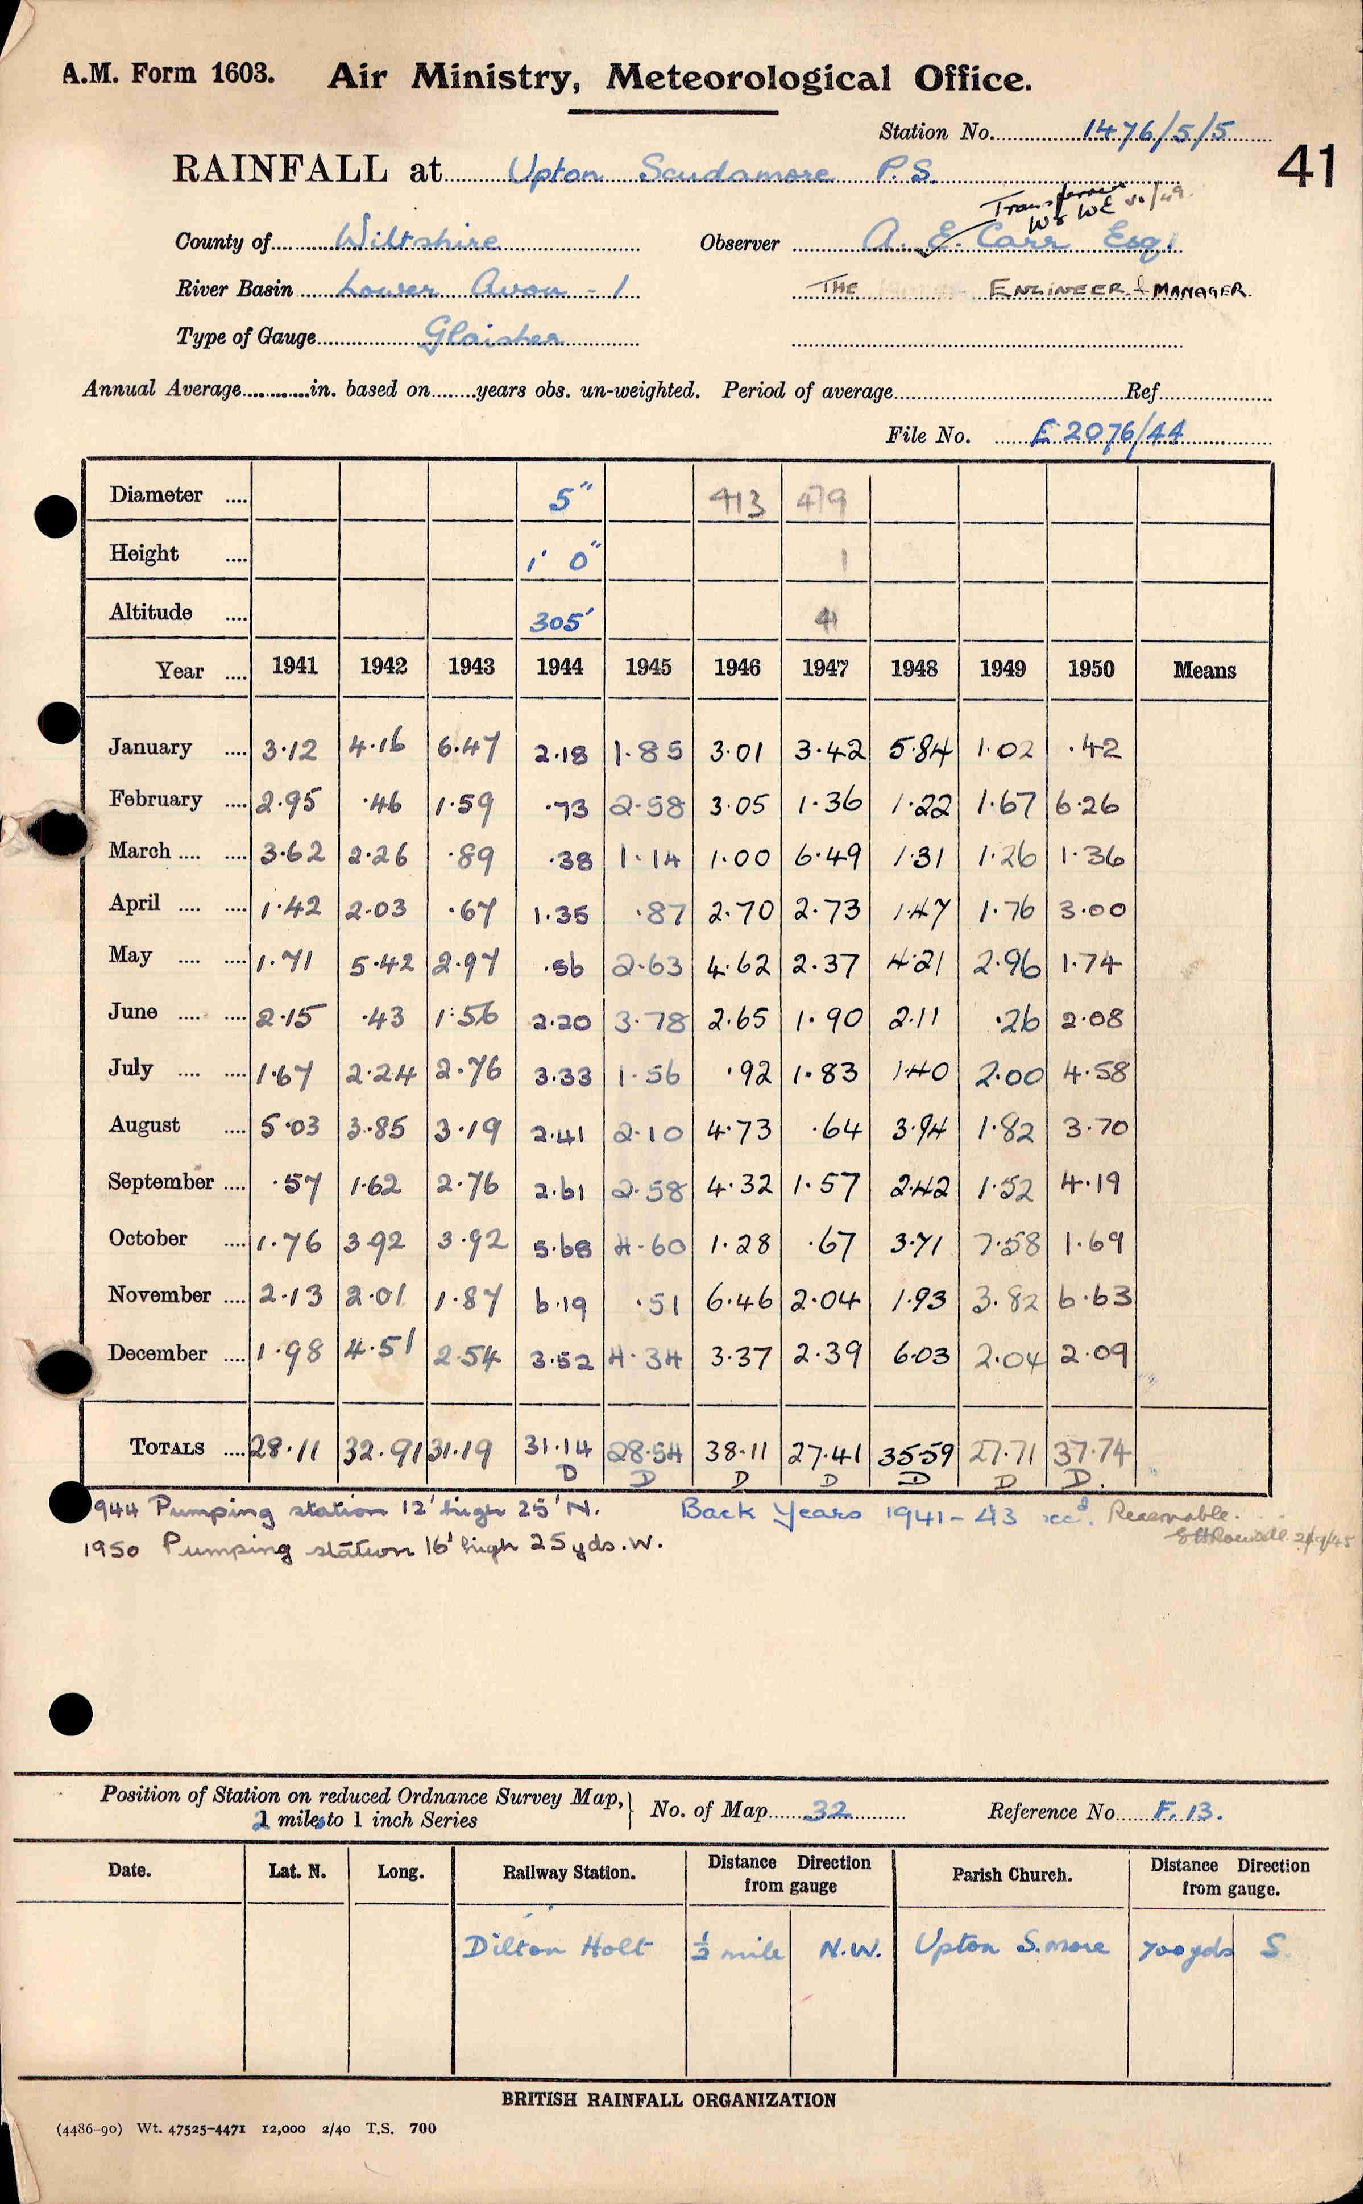 A.M. Form 1603. Air Ministry, Meteorological Office.
Station No. 1476/5/5
41
RAINFALL at Upton Scudamore P.S.
Transferred
W & WE
County of Wiltshire Observer A. E. Carr Esq.
River Basin Lower Avon - 1 THE ENGINEER & MANAGER
Type of Gauge Glaisher
Annual Average in. based on years obs. un-weighted. Period of average Ref
File No. E 2076/44
Diameter 5" 413 479
Height 1' 0" 1
Altitude 305' 41
Year 1941 1942 1943 1944 1945 1946 1947 1948 1949 1950 Means
January 3.12 4.16 6.47 2.18 1.85 3.01 3.42 5.84 1.02 .42
February 2.95 .46 1.59 .73 2.58 3.05 1.36 1.22 1.67 6.26
March 3.62 2.26 .89 .38 1.14 1.00 6.49 1.31 1.26 1.36
April 1.42 2.03 .67 1.35 .87 2.70 2.73 1.47 1.76 3.00
May 1.71 5.42 2.97 .56 2.63 4.62 2.37 4.21 2.96 1.74
June 2.15 .43 1.56 2.20 3.78 2.65 1.90 2.11 .26 2.08
July 1.67 2.24 2.76 3.33 1.56 .92 1.83 1.40 2.00 4.58
August 5.03 3.85 3.19 2.41 2.10 4.73 .64 3.94 1.82 3.70
September .57 1.62 2.76 2.61 2.58 4.32 1.57 2.42 1.52 4.19
October 1.76 3.92 3.92 5.68 4.60 1.28 .67 3.71 7.58 1.69
November 2.13 2.01 1.87 6.19 .51 6.46 2.04 1.93 3.82 6.63
December 1.98 4.51 2.54 3.52 4.34 3.37 2.39 6.03 2.04 2.09
TOTALS 28.11 32.91 31.19 31.14 28.54 38.11 27.41 35.59 27.71 37.74
D D D D D D D.
944 Pumping station 12' high 25' N. Back Years 1941-43 recd. Reasonable.
1950 Pumping station 16' high 25 yds. W.
Position of Station on reduced Ordnance Survey Map, No. of Map 32 Reference No F. 13.
2 miles to 1 inch Series
Date. Lat. N. Long. Railway Station. Distance Direction from gauge Parish Church. Distance Direction from gauge.
Dilton Holt ½ mile N.W. Upton S.more 700 yds S.
BRITISH RAINFALL ORGANIZATION
(4486-90) Wt. 47525-4471 12,000 2/40 T.S. 700